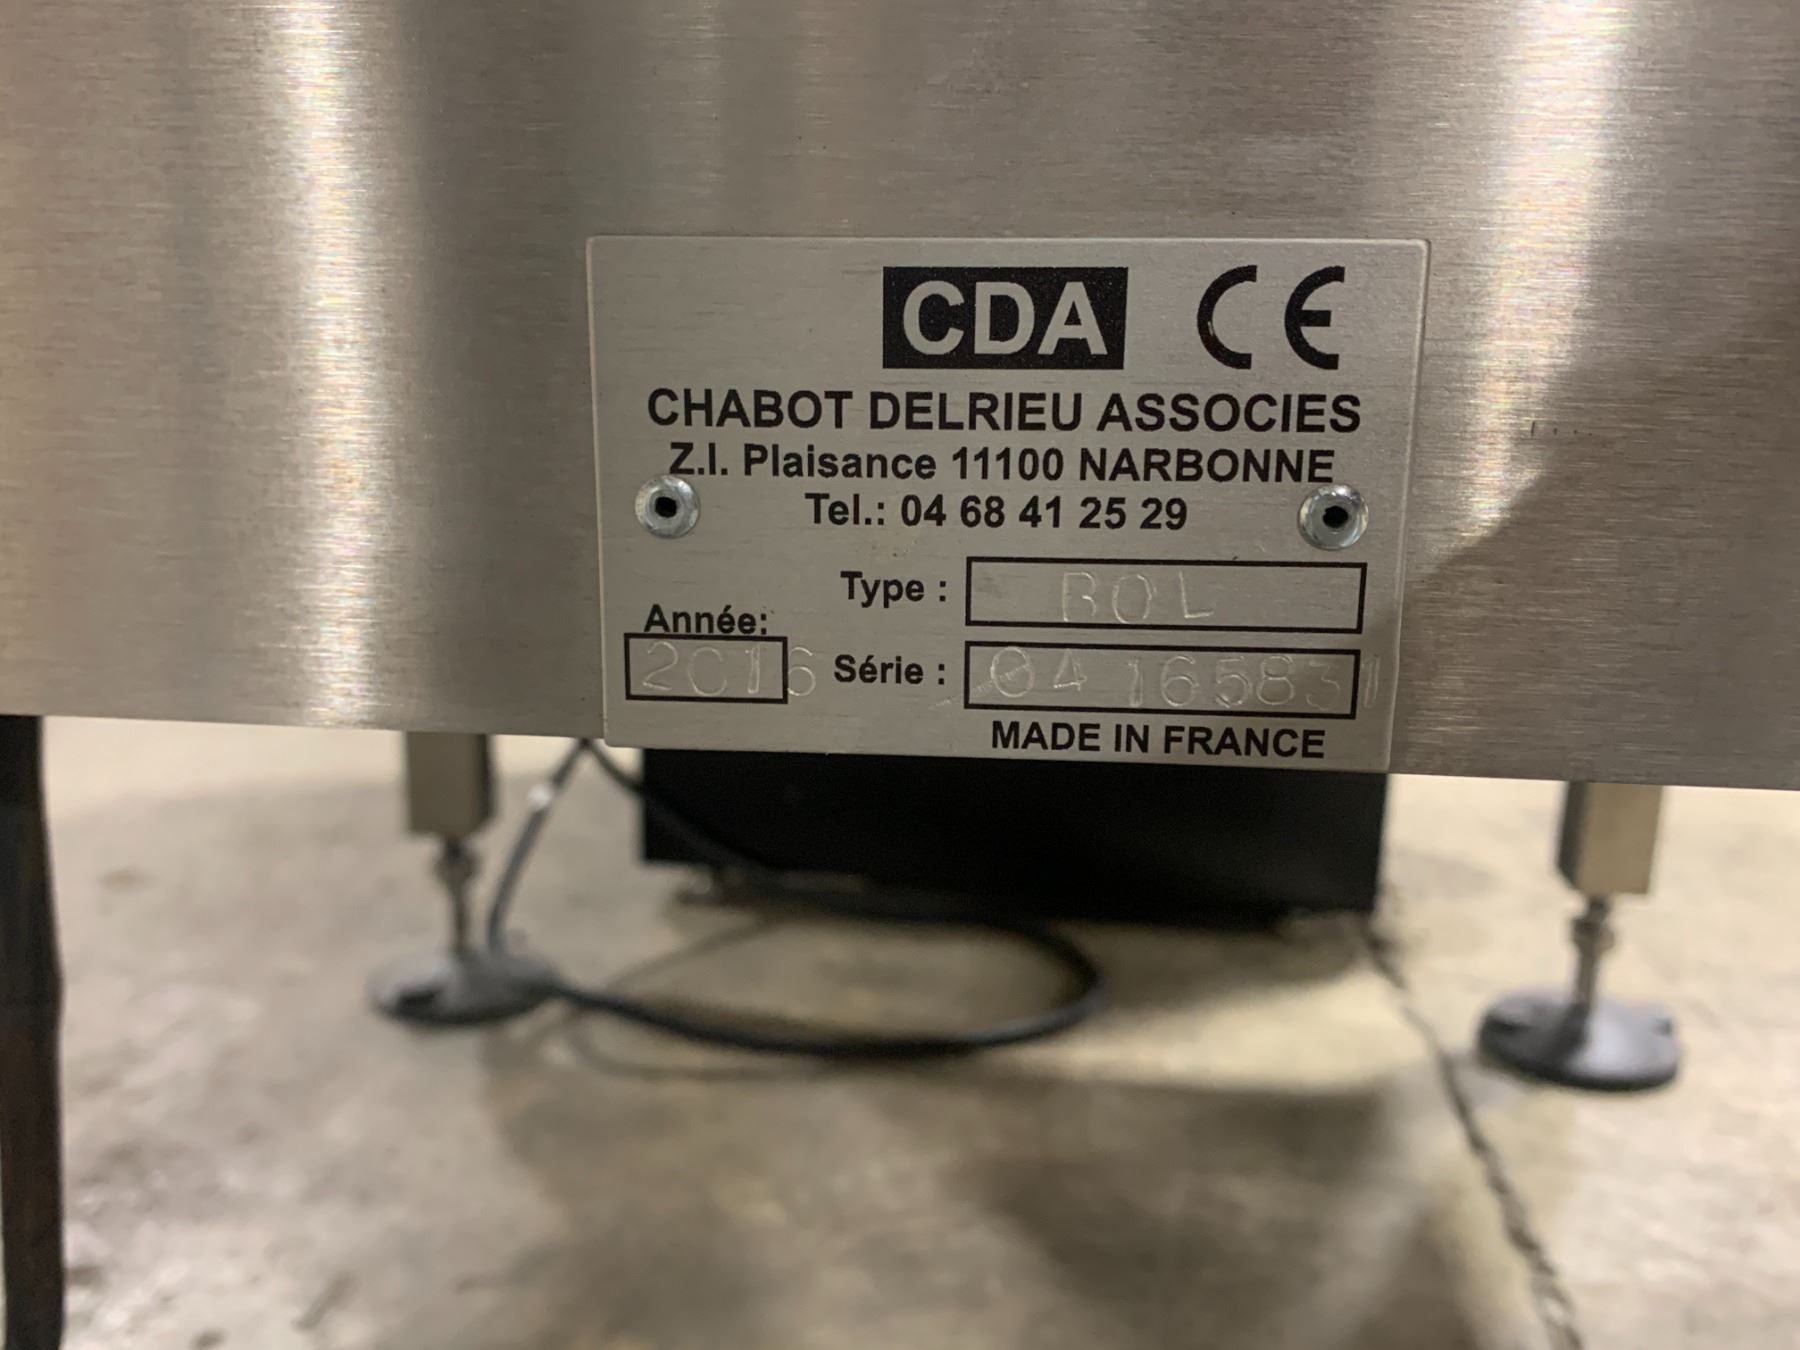 CDA CE
CHABOT DELRIEU ASSOCIES
Z.I. Plaisance 11100 NARBONNE
Tel.: 04 68 41 25 29
Type : BOL
Année: 2016
Série : 04 165831
MADE IN FRANCE